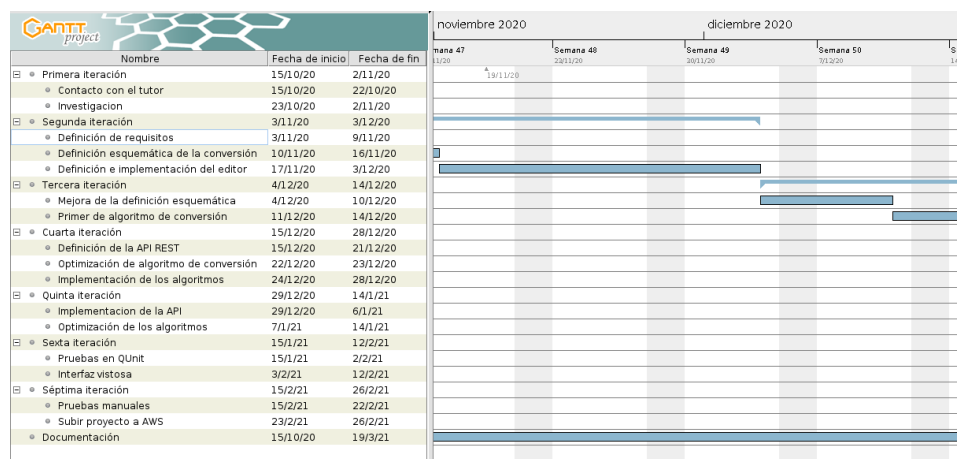 GANTT
project
noviembre 2020
diciembre 2020
mana 47
Semana 48
Semana 49
Semana 50
S
11/20
23/11/20
30/11/20
7/12/20
14
19/11/20
Nombre Fecha de inicio Fecha de fin
Primera iteración 15/10/20 2/11/20
Contacto con el tutor 15/10/20 22/10/20
Investigacion 23/10/20 2/11/20
Segunda iteración 3/11/20 3/12/20
Definición de requisitos 3/11/20 9/11/20
Definición esquemática de la conversión 10/11/20 16/11/20
Definición e implementación del editor 17/11/20 3/12/20
Tercera iteración 4/12/20 14/12/20
Mejora de la definición esquemática 4/12/20 10/12/20
Primer de algoritmo de conversión 11/12/20 14/12/20
Cuarta iteración 15/12/20 28/12/20
Definición de la API REST 15/12/20 21/12/20
Optimización de algoritmo de conversión 22/12/20 23/12/20
Implementación de los algoritmos 24/12/20 28/12/20
Quinta iteración 29/12/20 14/1/21
Implementacion de la API 29/12/20 6/1/21
Optimización de los algoritmos 7/1/21 14/1/21
Sexta iteración 15/1/21 12/2/21
Pruebas en QUnit 15/1/21 2/2/21
Interfaz vistosa 3/2/21 12/2/21
Séptima iteración 15/2/21 26/2/21
Pruebas manuales 15/2/21 22/2/21
Subir proyecto a AWS 23/2/21 26/2/21
Documentación 15/10/20 19/3/21